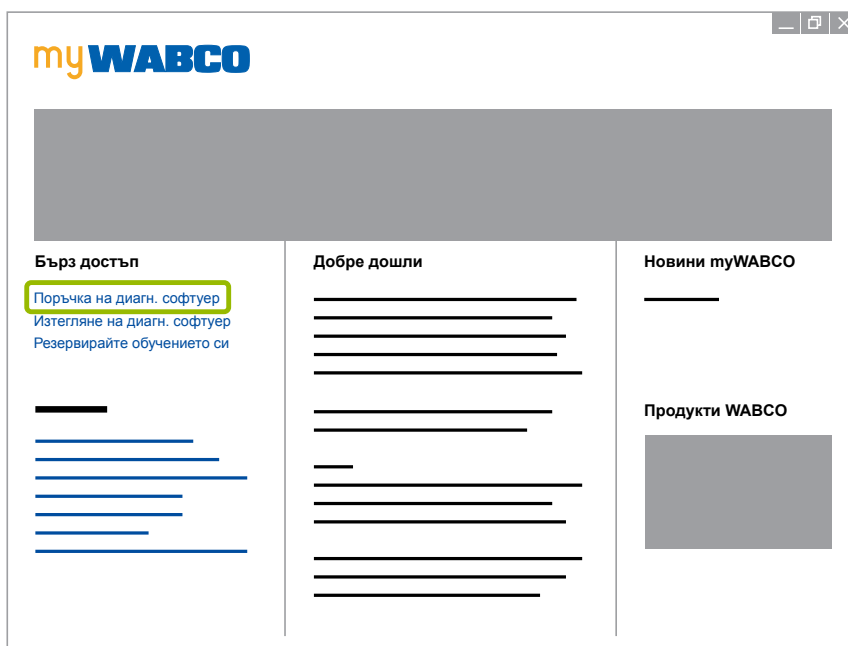 myWABCO
Бърз достъп
Поръчка на диагн. софтуер
Изтегляне на диагн. софтуер
Резервирайте обучението си
Добре дошли
Новини myWABCO
Продукти WABCO